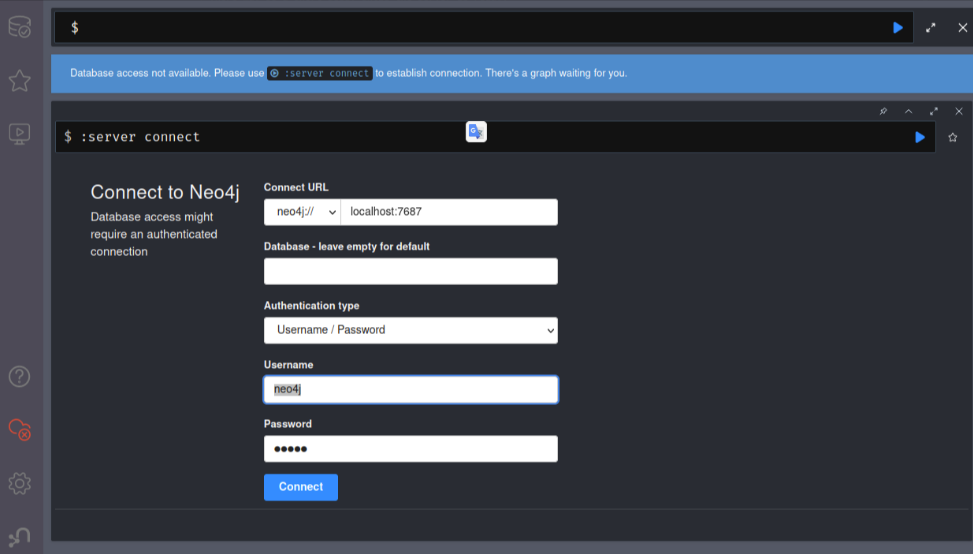 $
Database access not available. Please use :server connect to establish connection. There's a graph waiting for you.
$ :server connect
Connect to Neo4j
Database access might
require an authenticated
connection
Connect URL
neo4j:// localhost:7687
Database - leave empty for default
Authentication type
Username / Password
Username
neo4j
Password
•••••
Connect